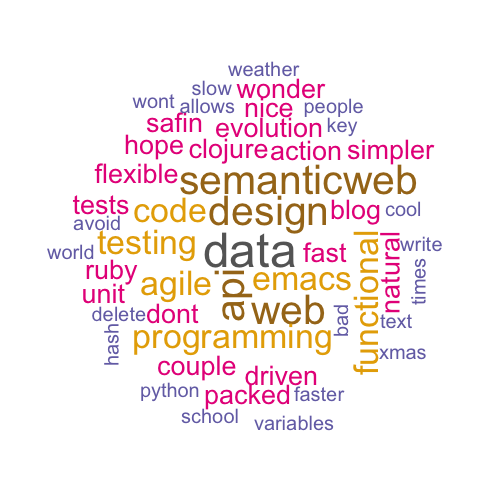 weather
slow wonder
wont allows nice people
safin evolution key
hope clojure action simpler
flexible semanticweb
tests code design blog cool
avoid
world testing data fast functional natural write
ruby agile api emacs times
unit web
delete dont bad text
hash programming xmas
couple driven
python packed faster
school variables